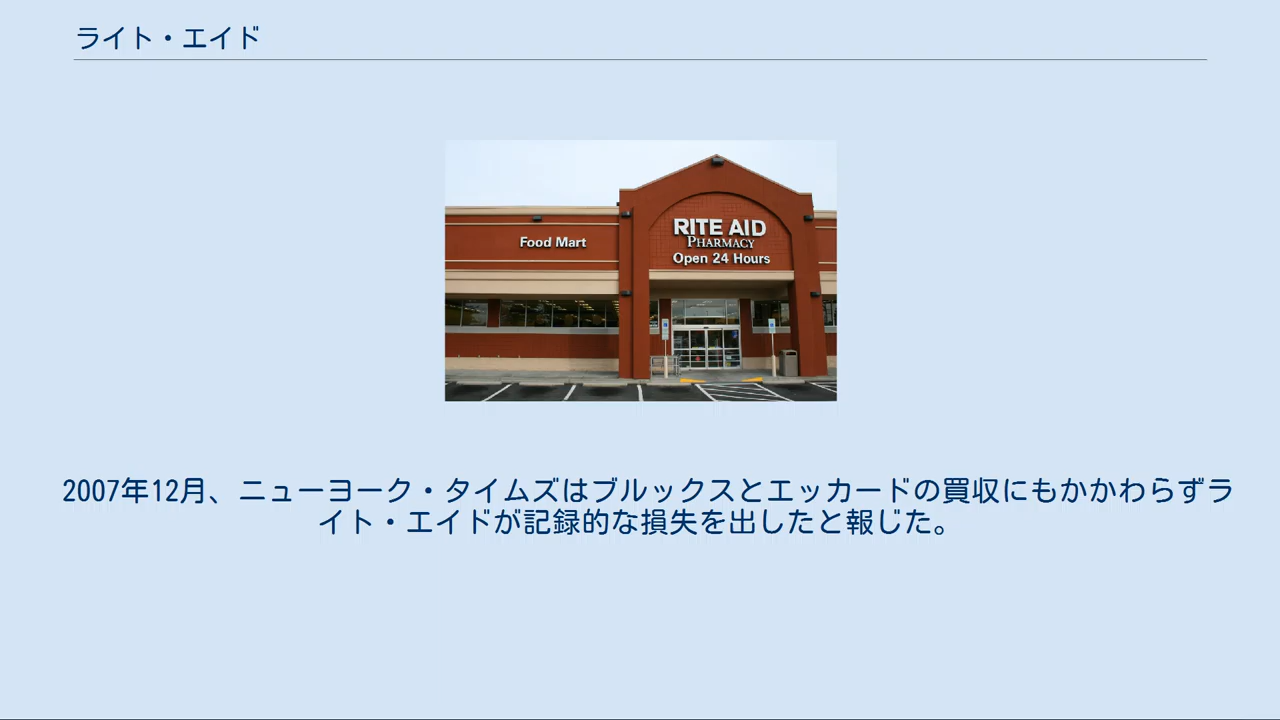 ライト・エイド
Food Mart
RITE AID
PHARMACY
Open 24 Hours
2007年12月、ニューヨーク・タイムズはブルックスとエッカードの買収にもかかわらずラ
イト・エイドが記録的な損失を出したと報じた。